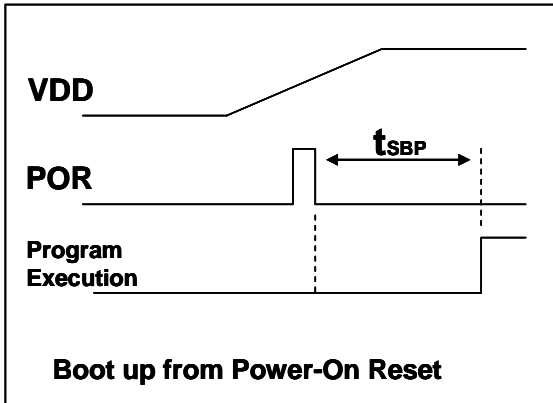 VDD
tSBP
POR
Program
Execution
Boot up from Power-On Reset